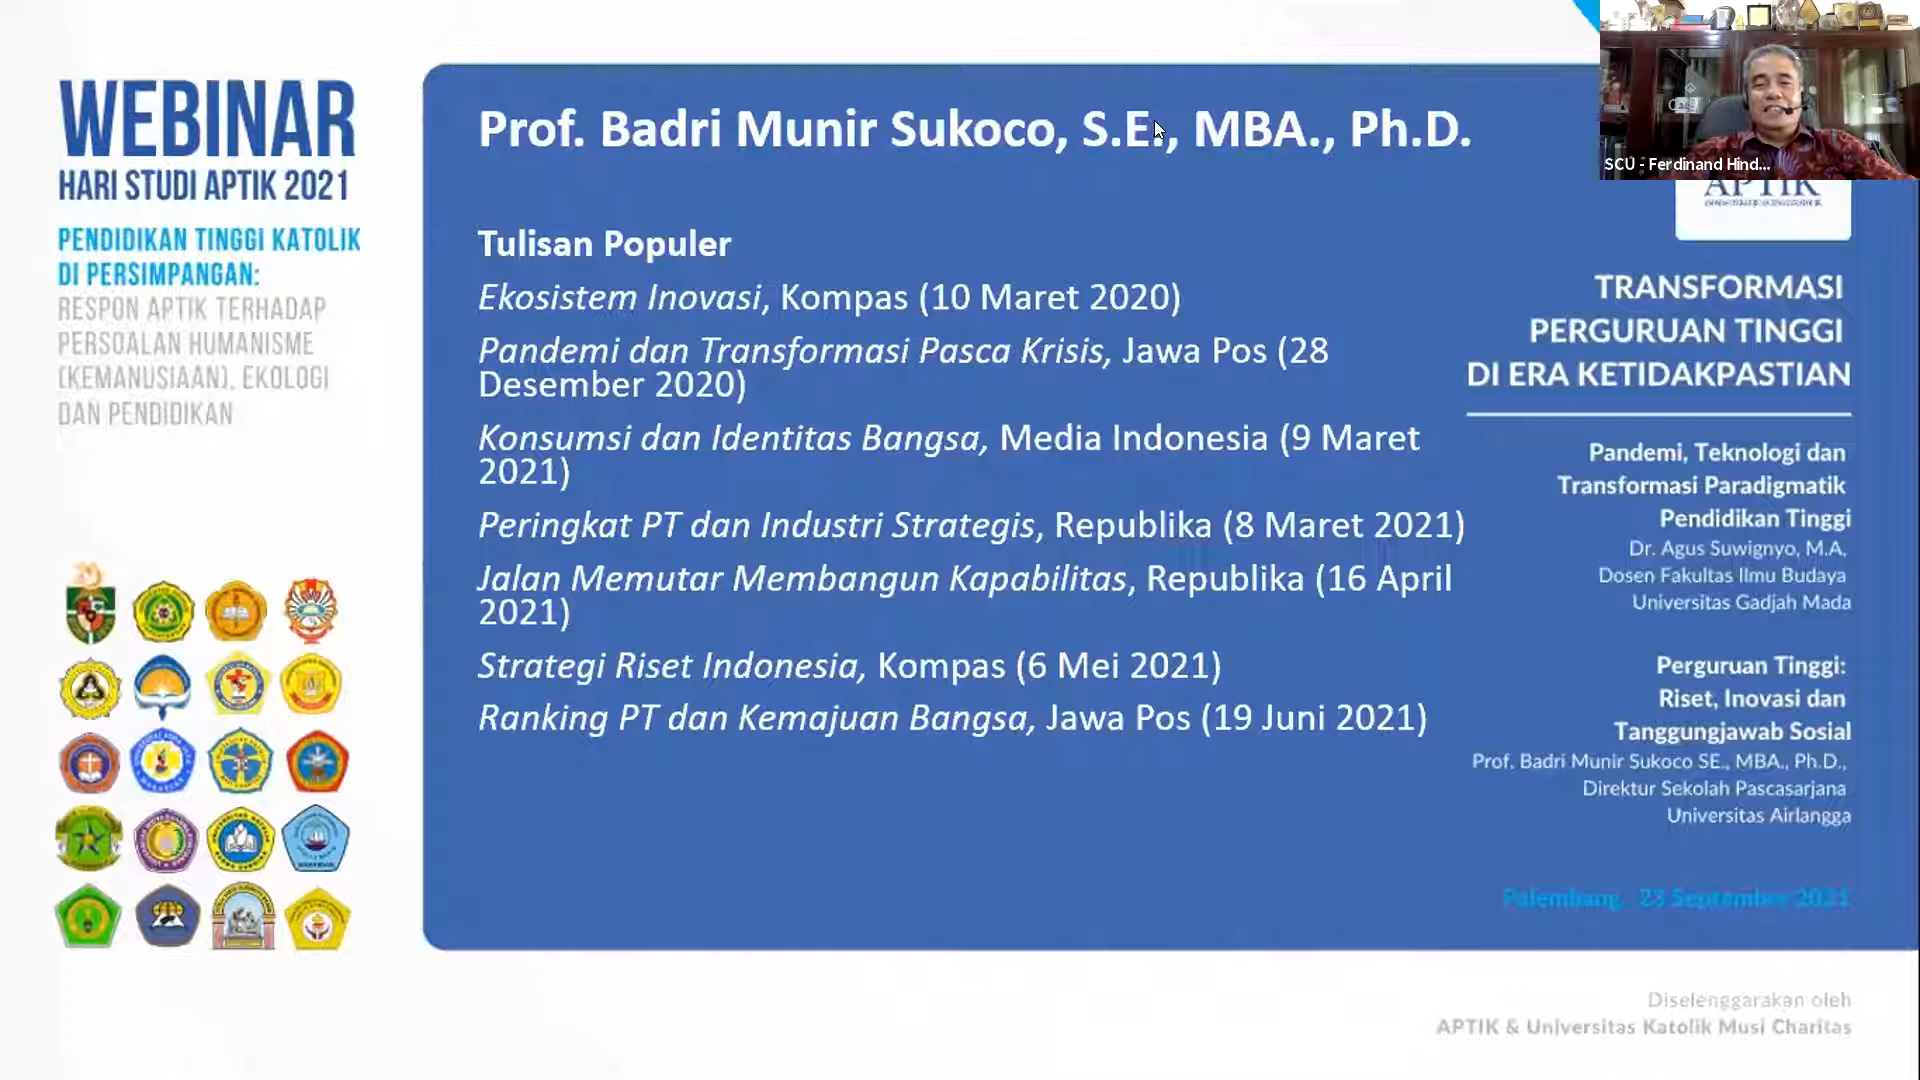 WEBINAR
HARI STUDI APTIK 2021
PENDIDIKAN TINGGI KATOLIK
DI PERSIMPANGAN:
RESPON APTIK TERHADAP
PERSOALAN HUMANISME
(KEMANUSIAAN), EKOLOGI
DAN PENDIDIKAN
Prof. Badri Munir Sukoco, S.E., MBA., Ph.D.
Tulisan Populer
Ekosistem Inovasi, Kompas (10 Maret 2020)
Pandemi dan Transformasi Pasca Krisis, Jawa Pos (28
Desember 2020)
Konsumsi dan Identitas Bangsa, Media Indonesia (9 Maret
2021)
Peringkat PT dan Industri Strategis, Republika (8 Maret 2021)
Jalan Memutar Membangun Kapabilitas, Republika (16 April
2021)
Strategi Riset Indonesia, Kompas (6 Mei 2021)
Ranking PT dan Kemajuan Bangsa, Jawa Pos (19 Juni 2021)
SCU - Ferdinand Hind...
APTIK
TRANSFORMASI
PERGURUAN TINGGI
DI ERA KETIDAKPASTIAN
Pandemi, Teknologi dan
Transformasi Paradigmatik
Pendidikan Tinggi
Dr. Agus Suwignyo, M.A,
Dosen Fakultas Ilmu Budaya
Universitas Gadjah Mada
Perguruan Tinggi:
Riset, Inovasi dan
Tanggungjawab Sosial
Prof. Badri Munir Sukoco SE., MBA., Ph.D.,
Direktur Sekolah Pascasarjana
Universitas Airlangga
Palembang, 23 September 2021
Diselenggarakan oleh
APTIK & Universitas Katolik Musi Charitas